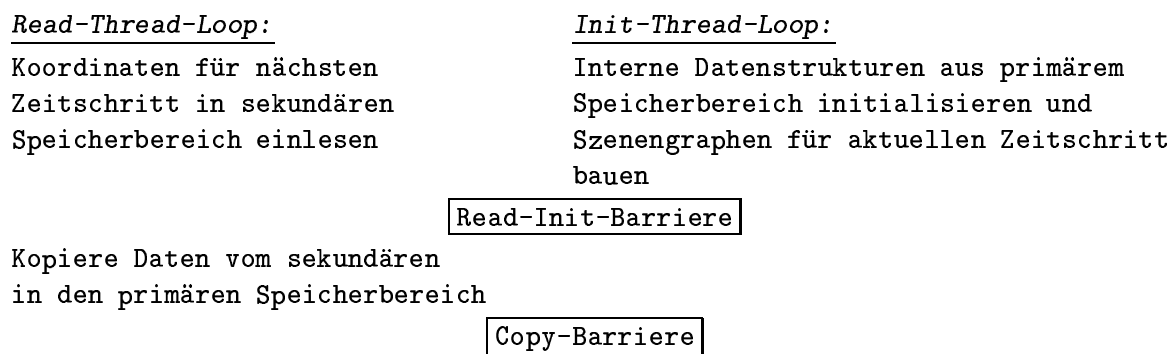 Read-Thread-Loop:
Koordinaten für nächsten
Zeitschritt in sekundären
Speicherbereich einlesen
Init-Thread-Loop:
Interne Datenstrukturen aus primärem
Speicherbereich initialisieren und
Szenengraphen für aktuellen Zeitschritt
bauen
Read-Init-Barriere
Kopiere Daten vom sekundären
in den primären Speicherbereich
Copy-Barriere